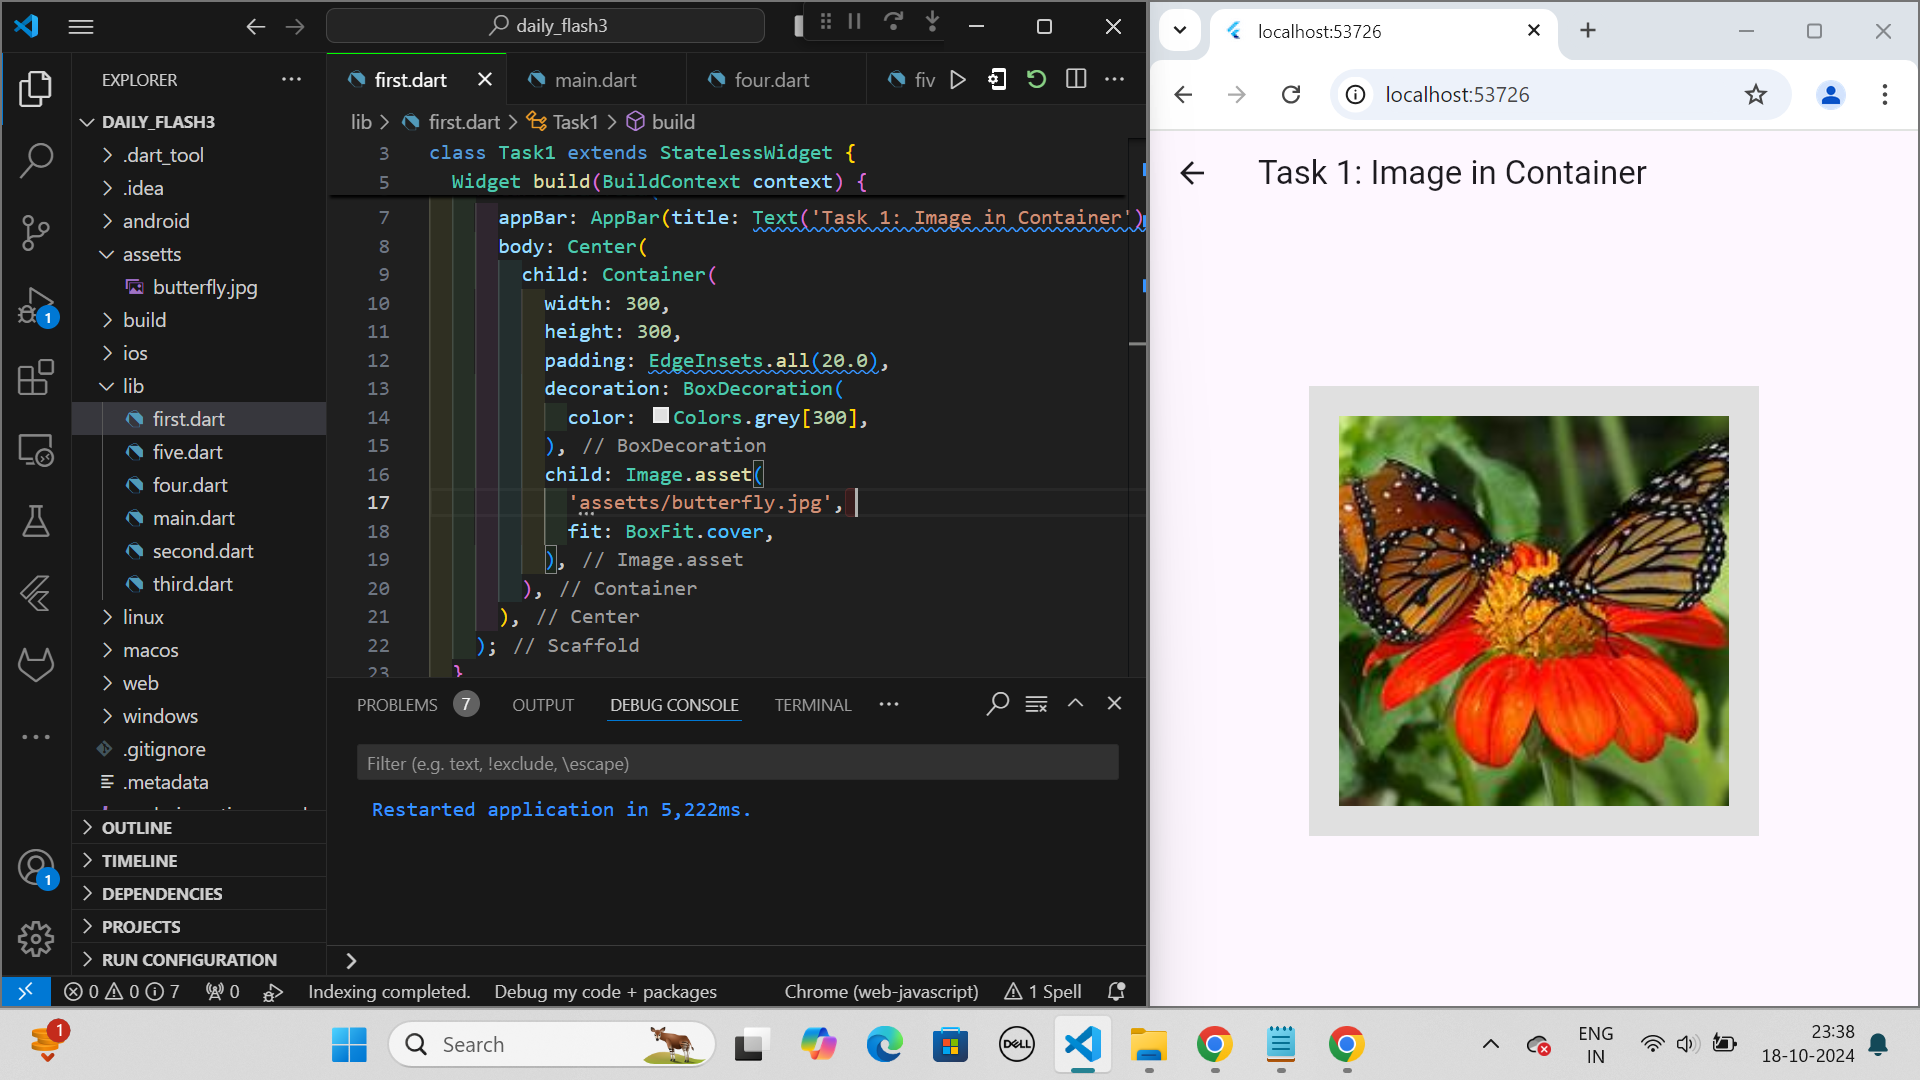 daily_flash3
EXPLORER
DAILY_FLASH3
.dart_tool
.idea
android
assetts
butterfly.jpg
build
ios
lib
first.dart
five.dart
four.dart
main.dart
second.dart
third.dart
linux
macos
web
windows
.gitignore
.metadata
OUTLINE
TIMELINE
DEPENDENCIES
PROJECTS
RUN CONFIGURATION
1
1
first.dart
main.dart
four.dart
fiv
lib > first.dart > Task1 > build
3 class Task1 extends StatelessWidget {
5 Widget build(BuildContext context) {
7 appBar: AppBar(title: Text('Task 1: Image in Container')
8 body: Center(
9 child: Container(
10 width: 300,
11 height: 300,
12 padding: EdgeInsets.all(20.0),
13 decoration: BoxDecoration(
14 color: Colors.grey[300],
15 ), // BoxDecoration
16 child: Image.asset(
17 'assetts/butterfly.jpg',
18 fit: BoxFit.cover,
19 ), // Image.asset
20 ), // Container
21 ), // Center
22 ); // Scaffold
23 }
PROBLEMS 7 OUTPUT DEBUG CONSOLE TERMINAL
Filter (e.g. text, !exclude, \escape)
Restarted application in 5,222ms.
0 0 7 0 Indexing completed. Debug my code + packages Chrome (web-javascript) 1 Spell
localhost:53726
localhost:53726
Task 1: Image in Container
1
Search
DELL
ENG
IN
23:38
18-10-2024